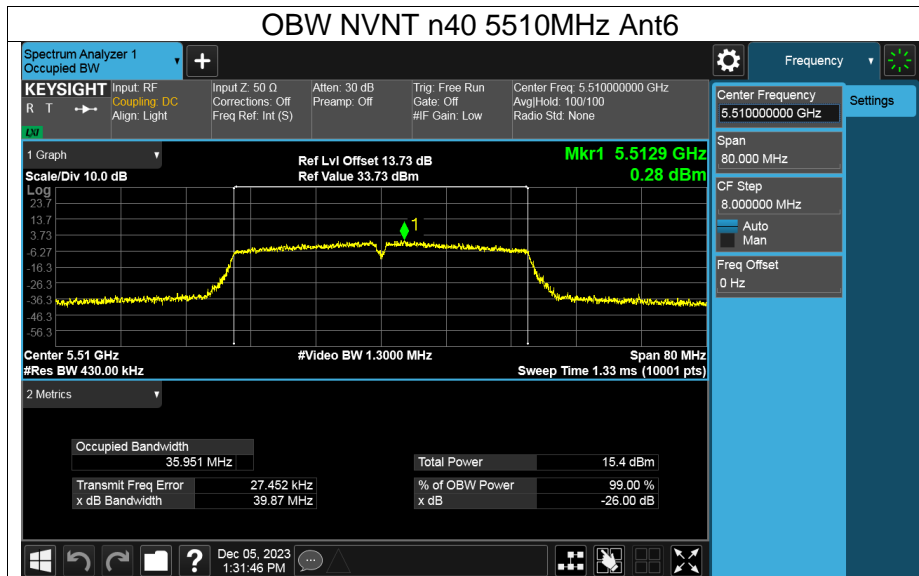 OBW NVNT n40 5510MHz Ant6
Spectrum Analyzer 1
Occupied BW
+
Frequency
KEYSIGHT
R T
LXI
Input: RF
Coupling: DC
Align: Light
Input Z: 50 Ω
Corrections: Off
Freq Ref: Int (S)
Atten: 30 dB
Preamp: Off
Trig: Free Run
Gate: Off
#IF Gain: Low
Center Freq: 5.510000000 GHz
Avg|Hold: 100/100
Radio Std: None
Center Frequency
5.510000000 GHz
Settings
Span
80.000 MHz
CF Step
8.000000 MHz
Auto
Man
Freq Offset
0 Hz
1 Graph
Ref Lvl Offset 13.73 dB
Mkr1 5.5129 GHz
Scale/Div 10.0 dB
Ref Value 33.73 dBm
0.28 dBm
Log
23.7
13.7
3.73
-6.27
-16.3
-26.3
-36.3
-46.3
-56.3
1
Center 5.51 GHz
#Video BW 1.3000 MHz
Span 80 MHz
#Res BW 430.00 kHz
Sweep Time 1.33 ms (10001 pts)
2 Metrics
Occupied Bandwidth
35.951 MHz
Total Power 15.4 dBm
Transmit Freq Error 27.452 kHz
% of OBW Power 99.00 %
x dB Bandwidth 39.87 MHz
x dB -26.00 dB
?
Dec 05, 2023
1:31:46 PM